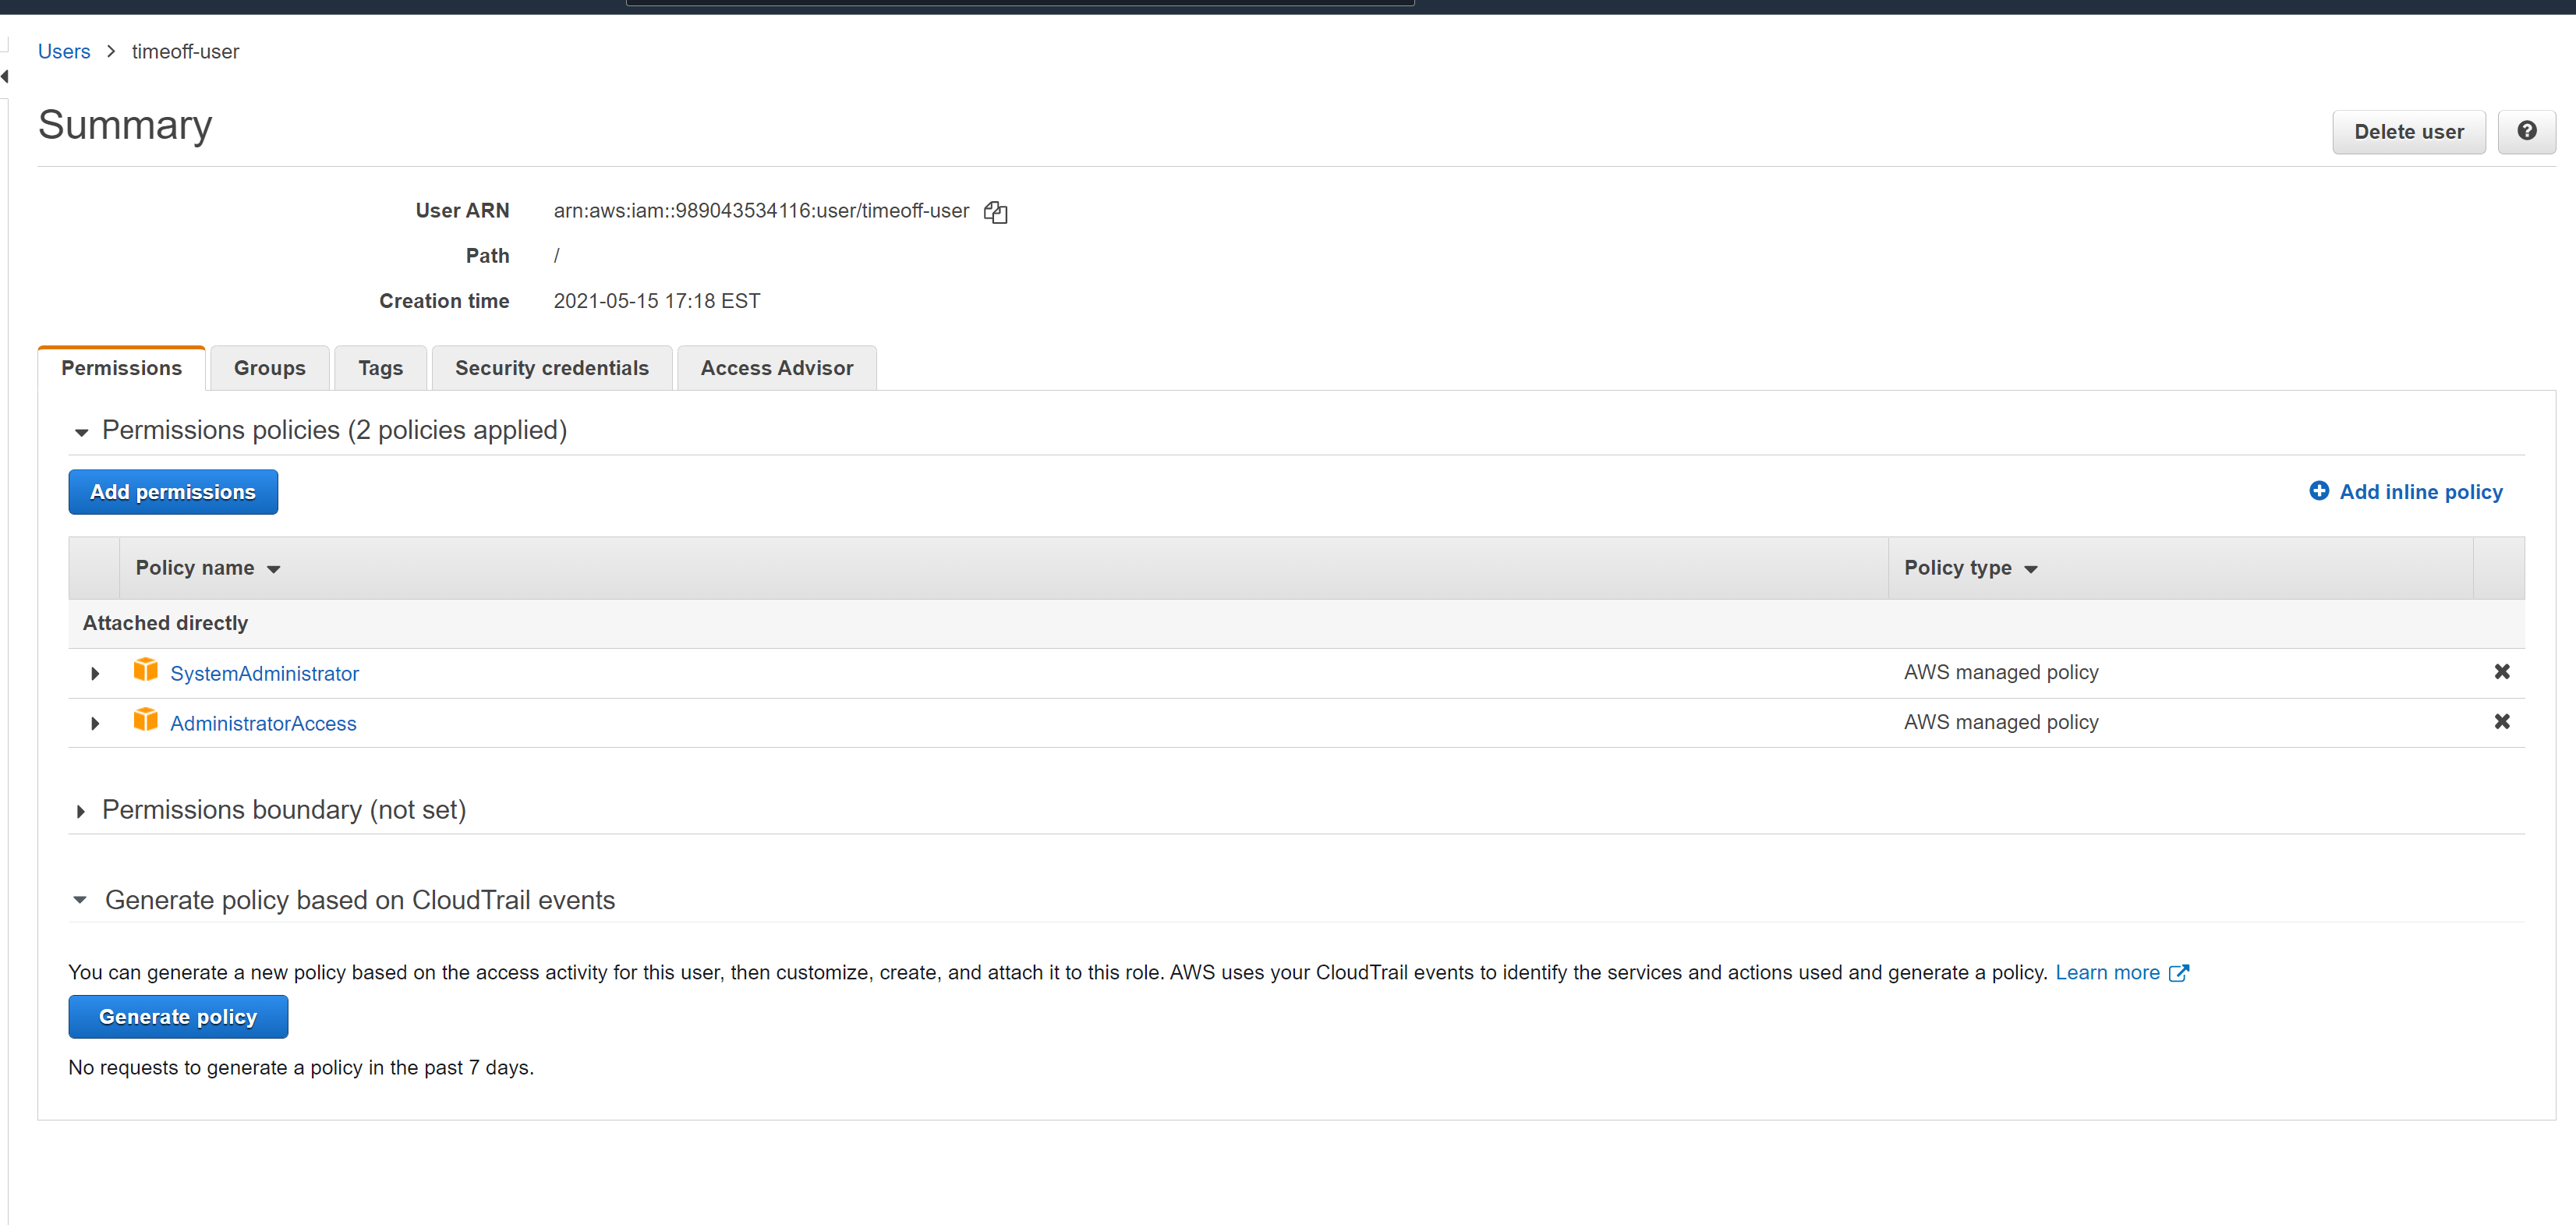 Users > timeoff-user
Summary
Delete user
?
User ARN arn:aws:iam::989043534116:user/timeoff-user
Path /
Creation time 2021-05-15 17:18 EST
Permissions Groups Tags Security credentials Access Advisor
Permissions policies (2 policies applied)
Add permissions
Add inline policy
Policy name Policy type
Attached directly
SystemAdministrator AWS managed policy
AdministratorAccess AWS managed policy
Permissions boundary (not set)
Generate policy based on CloudTrail events
You can generate a new policy based on the access activity for this user, then customize, create, and attach it to this role. AWS uses your CloudTrail events to identify the services and actions used and generate a policy. Learn more
Generate policy
No requests to generate a policy in the past 7 days.